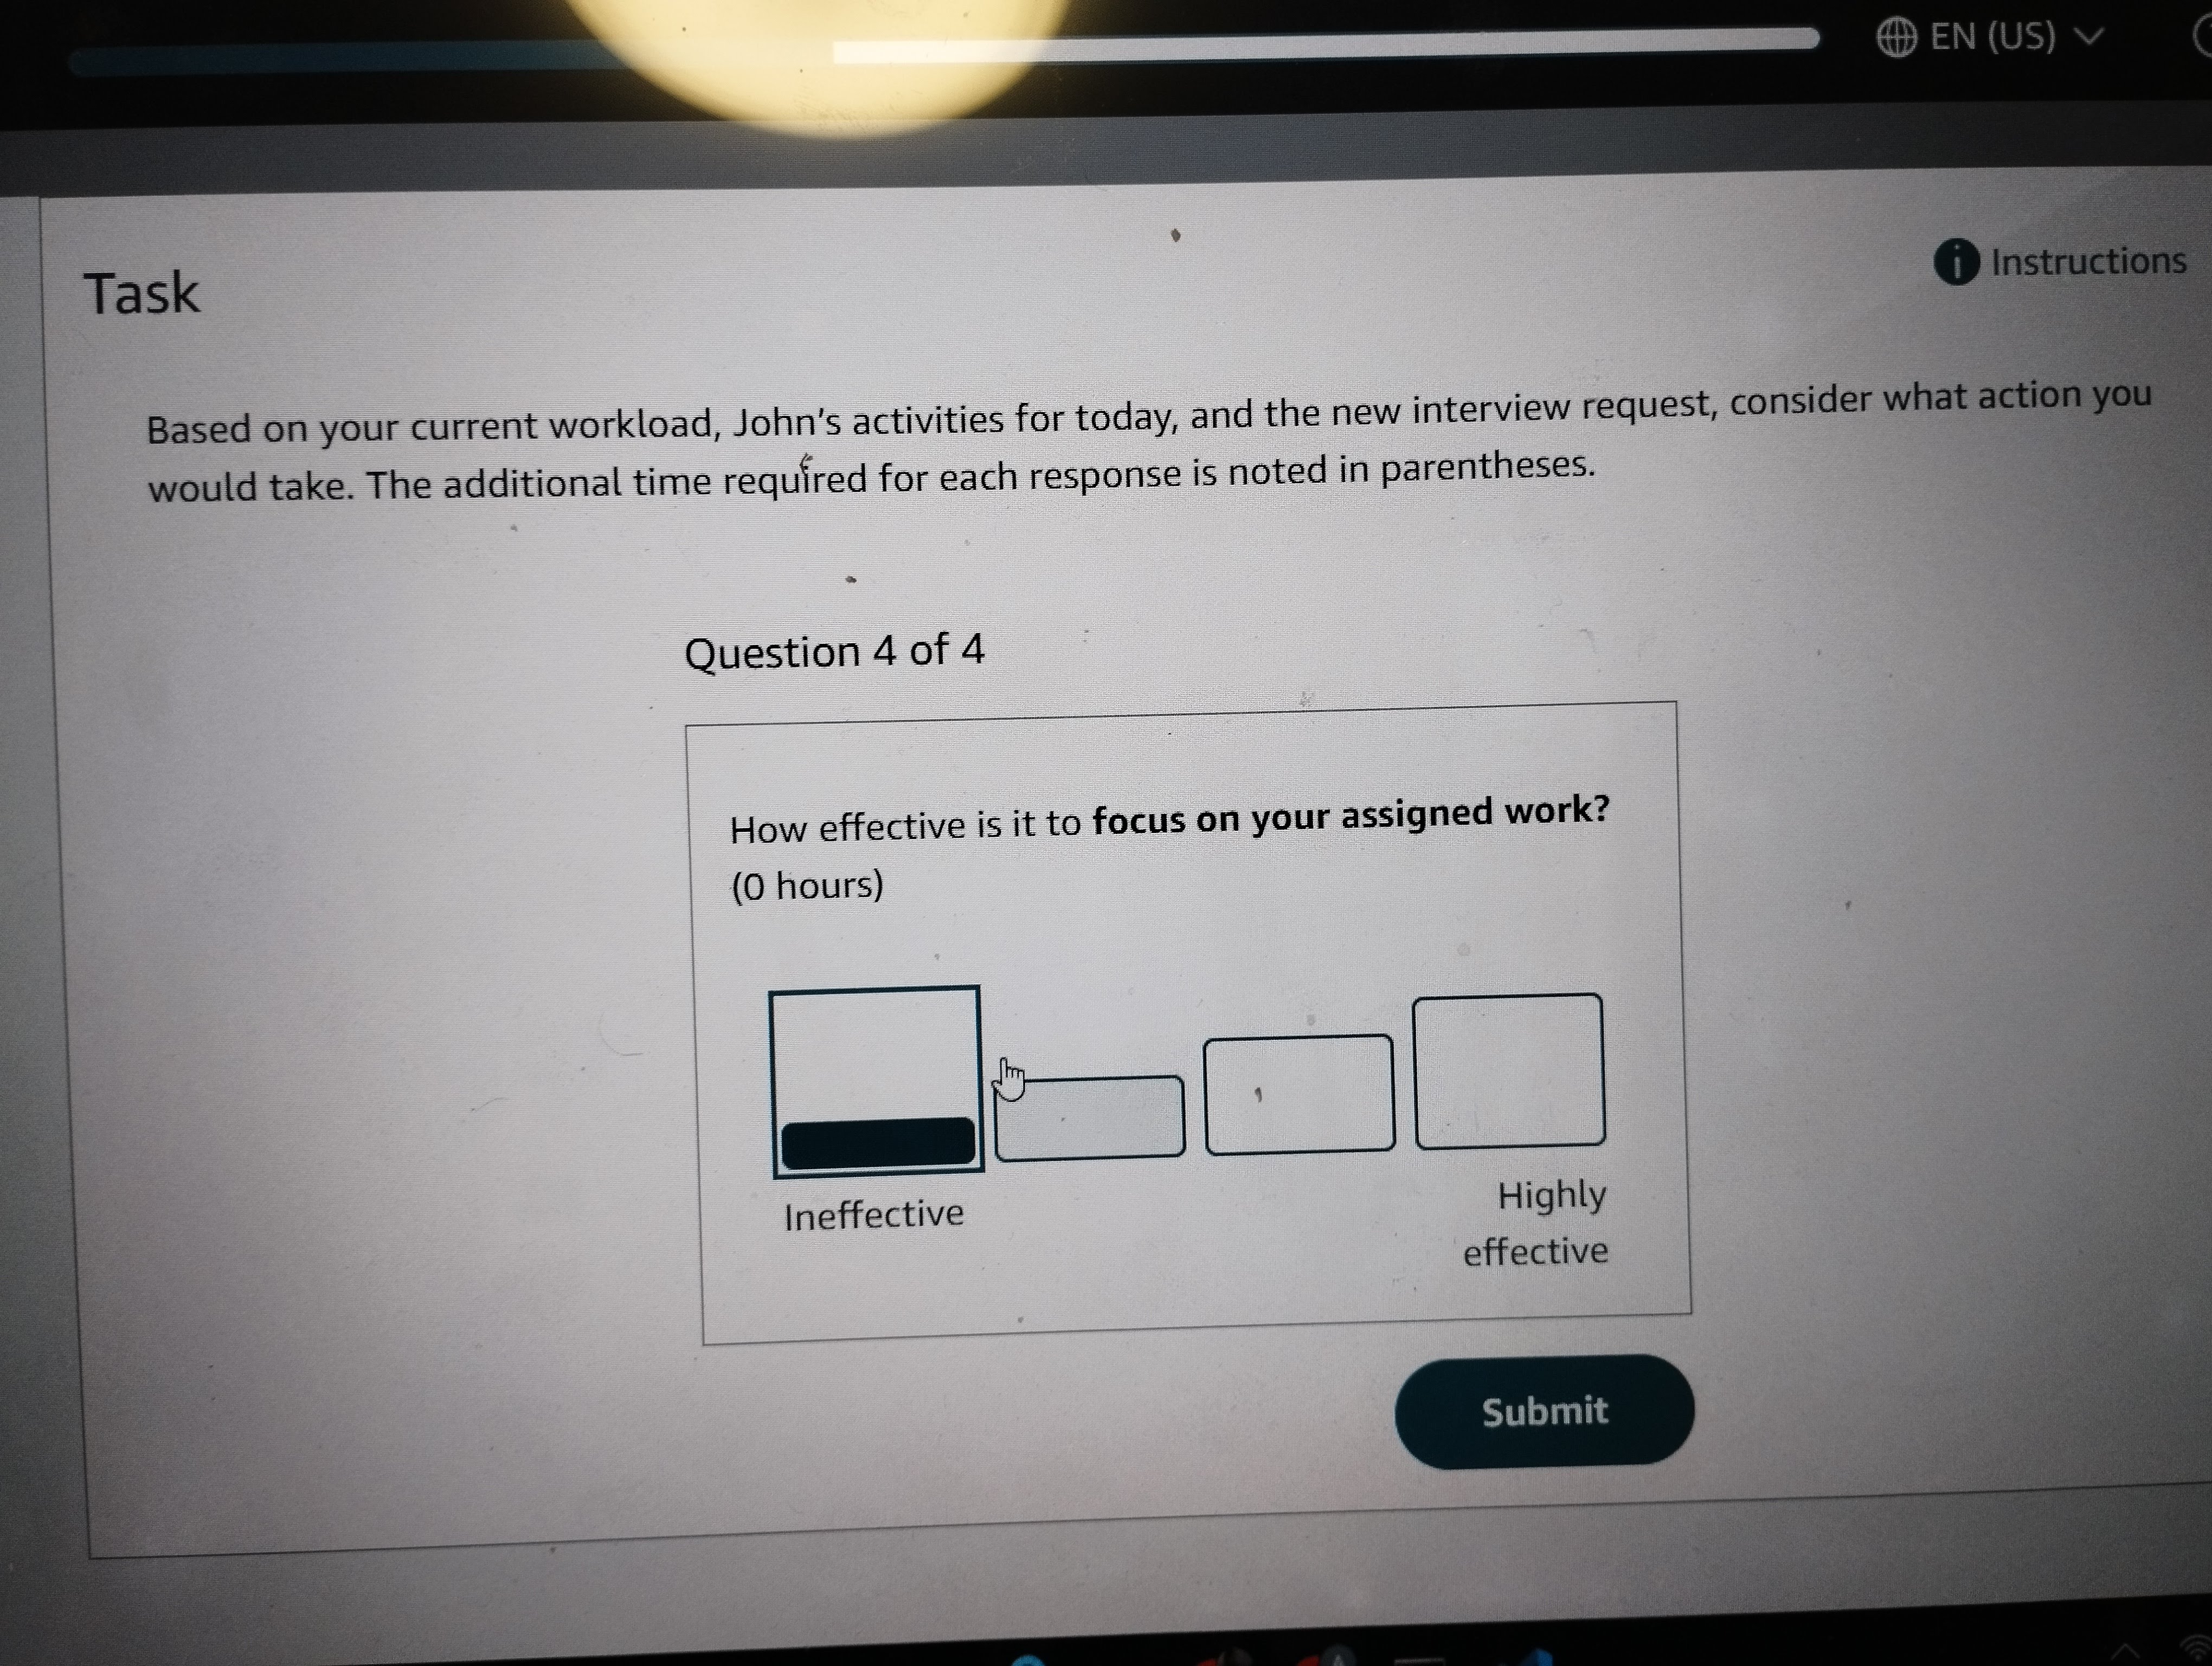 EN (US)
Task
Instructions
Based on your current workload, John's activities for today, and the new interview request, consider what action you
would take. The additional time required for each response is noted in parentheses.
Question 4 of 4
How effective is it to focus on your assigned work?
(0 hours)
Ineffective
Highly
effective
Submit